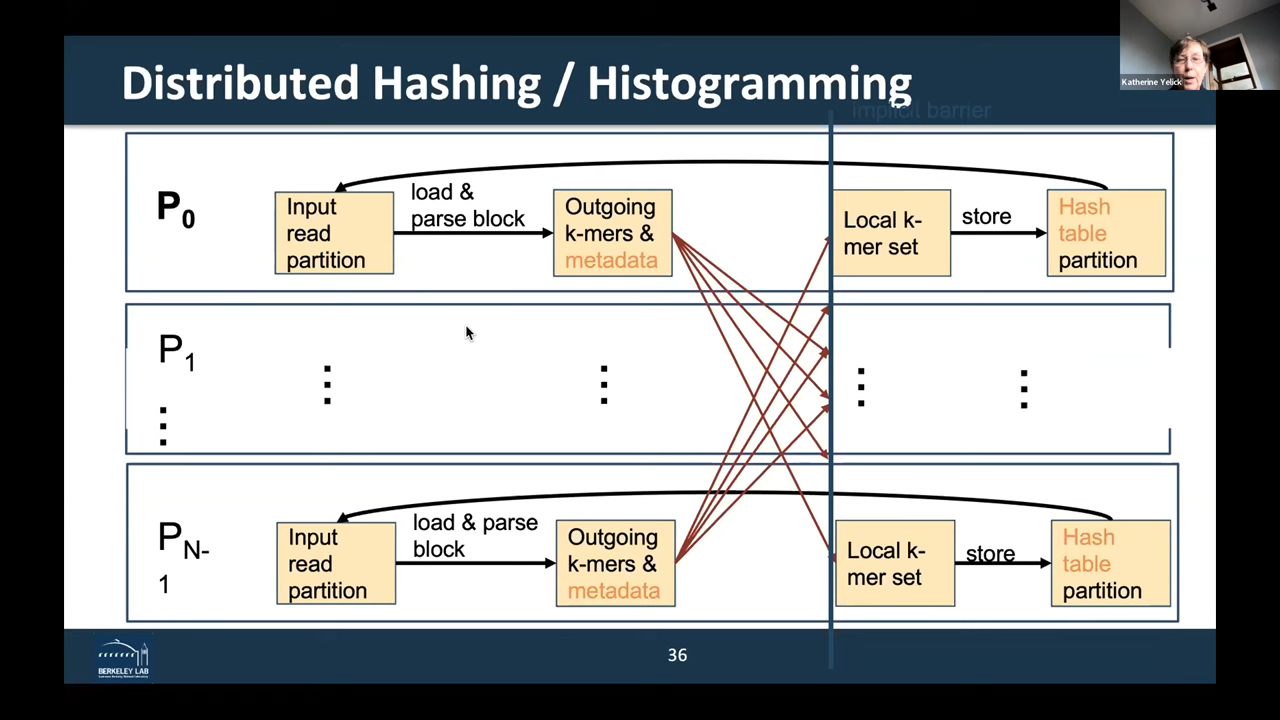 Distributed Hashing / Histogramming
Katherine Yelick
implicit barrier
P0
Input
read
partition
load &
parse block
Outgoing
k-mers &
metadata
Local k-
mer set
store
Hash
table
partition
P1
PN-
1
Input
read
partition
load & parse
block
Outgoing
k-mers &
metadata
Local k-
mer set
store
Hash
table
partition
BERKELEY LAB
36